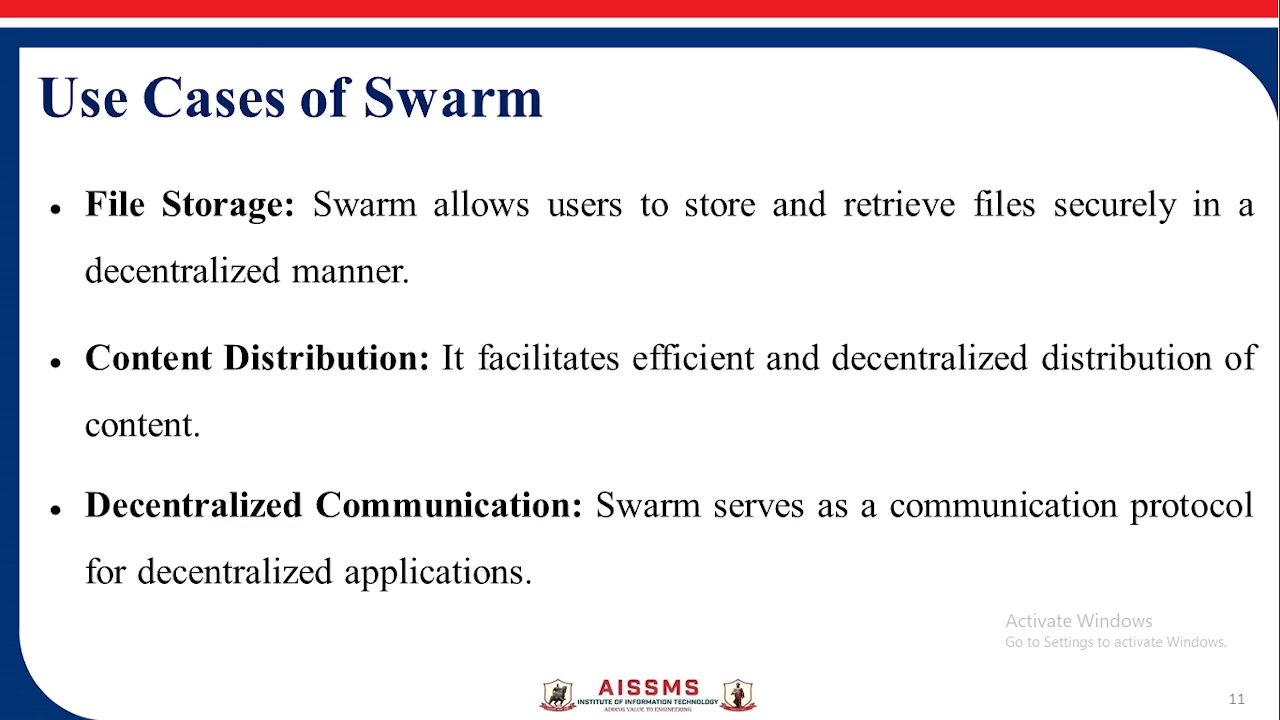 Use Cases of Swarm
• File Storage: Swarm allows users to store and retrieve files securely in a
decentralized manner.
• Content Distribution: It facilitates efficient and decentralized distribution of
content.
• Decentralized Communication: Swarm serves as a communication protocol
for decentralized applications.
Activate Windows
Go to Settings to activate Windows.
AISSMS
INSTITUTE OF INFORMATION TECHNOLOGY
ADDING VALUE TO ENGINEERING
11